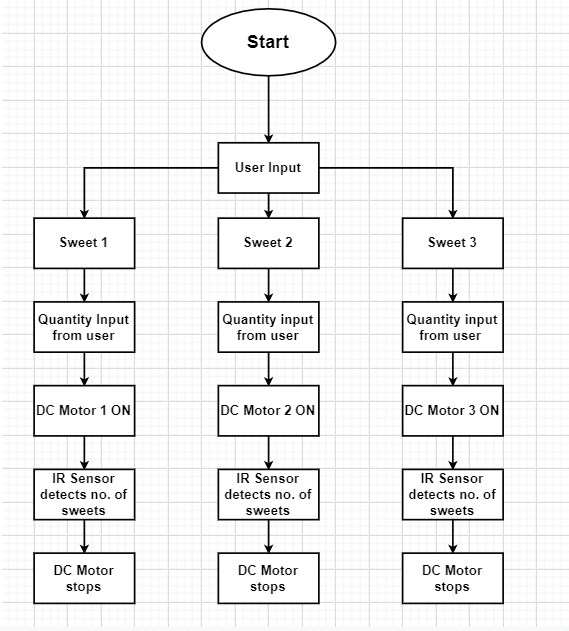 Start
User Input
Sweet 1
Sweet 2
Sweet 3
Quantity Input
from user
Quantity input
from user
Quantity input
from user
DC Motor 1 ON
DC Motor 2 ON
DC Motor 3 ON
IR Sensor
detects no. of
sweets
IR Sensor
detects no. of
sweets
IR Sensor
detects no. of
sweets
DC Motor
stops
DC Motor
stops
DC Motor
stops